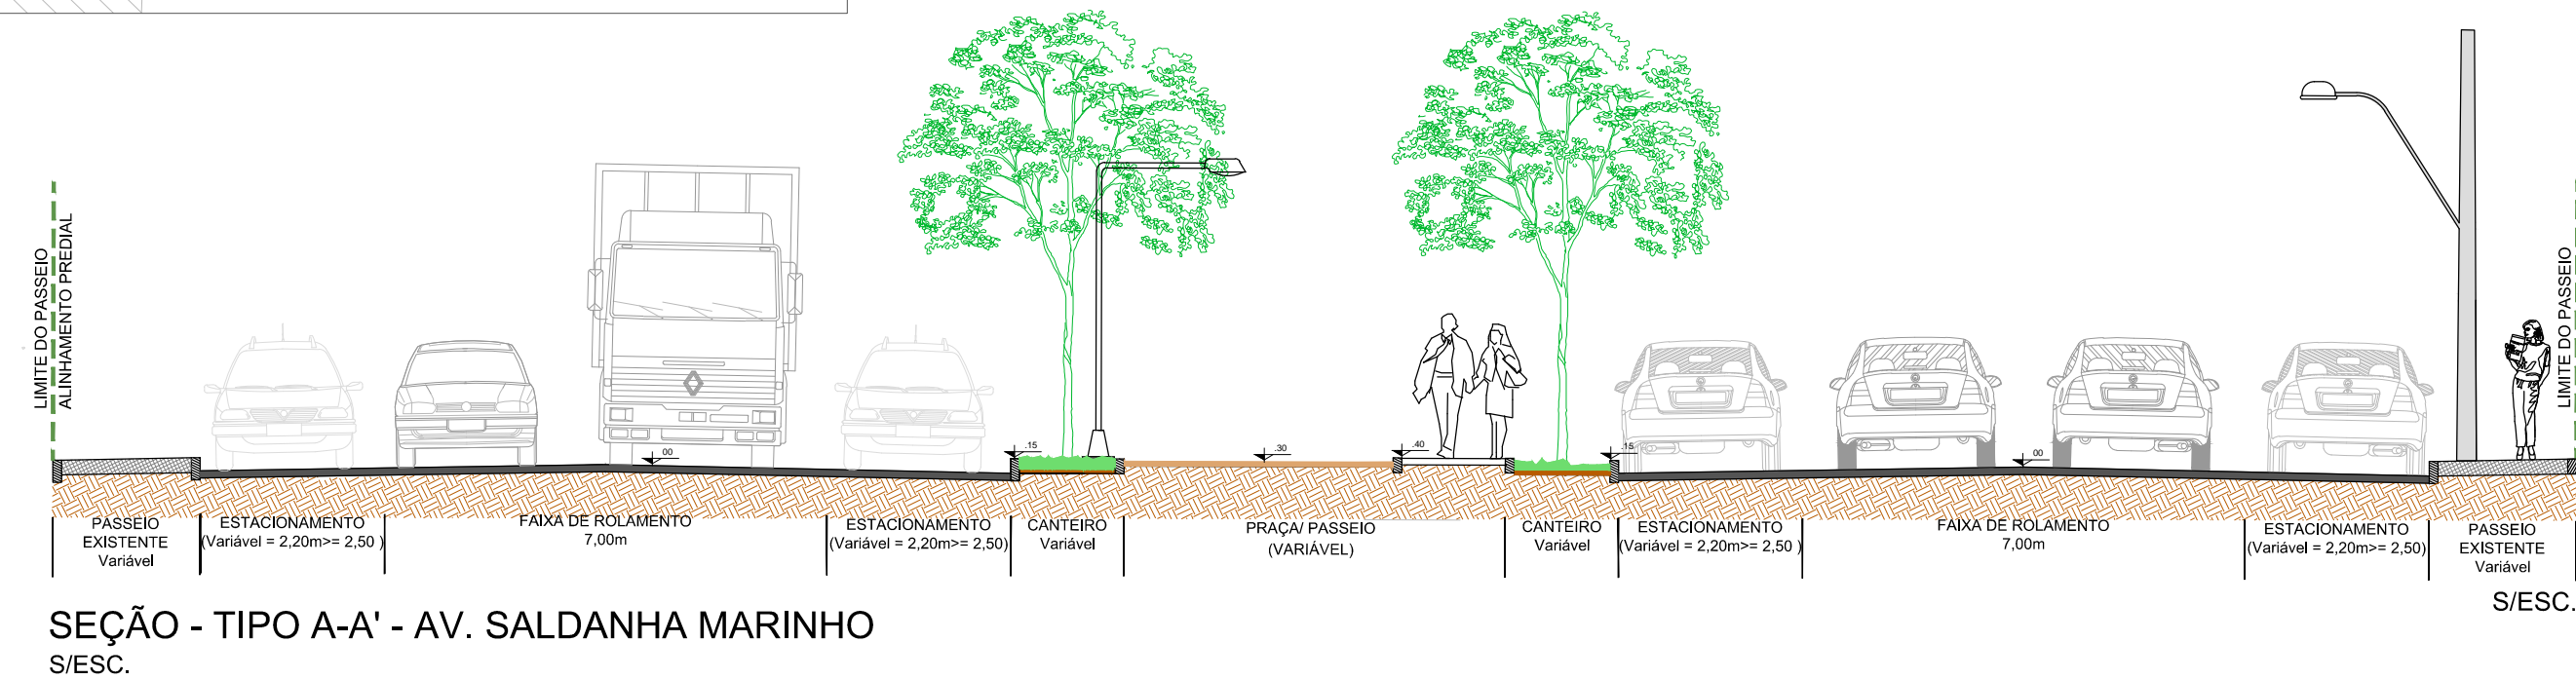 LIMITE DO PASSEIO
ALINHAMENTO PREDIAL
LIMITE DO PASSEIO
.15
.30
.40
.15
00
00
PASSEIO
EXISTENTE
Variável
ESTACIONAMENTO
(Variável = 2,20m>= 2,50 )
FAIXA DE ROLAMENTO
7,00m
ESTACIONAMENTO
(Variável = 2,20m>= 2,50)
CANTEIRO
Variável
PRAÇA/ PASSEIO
(VARIÁVEL)
CANTEIRO
Variável
ESTACIONAMENTO
(Variável = 2,20m>= 2,50 )
FAIXA DE ROLAMENTO
7,00m
ESTACIONAMENTO
(Variável = 2,20m>= 2,50)
PASSEIO
EXISTENTE
Variável
S/ESC.
SEÇÃO - TIPO A-A' - AV. SALDANHA MARINHO
S/ESC.